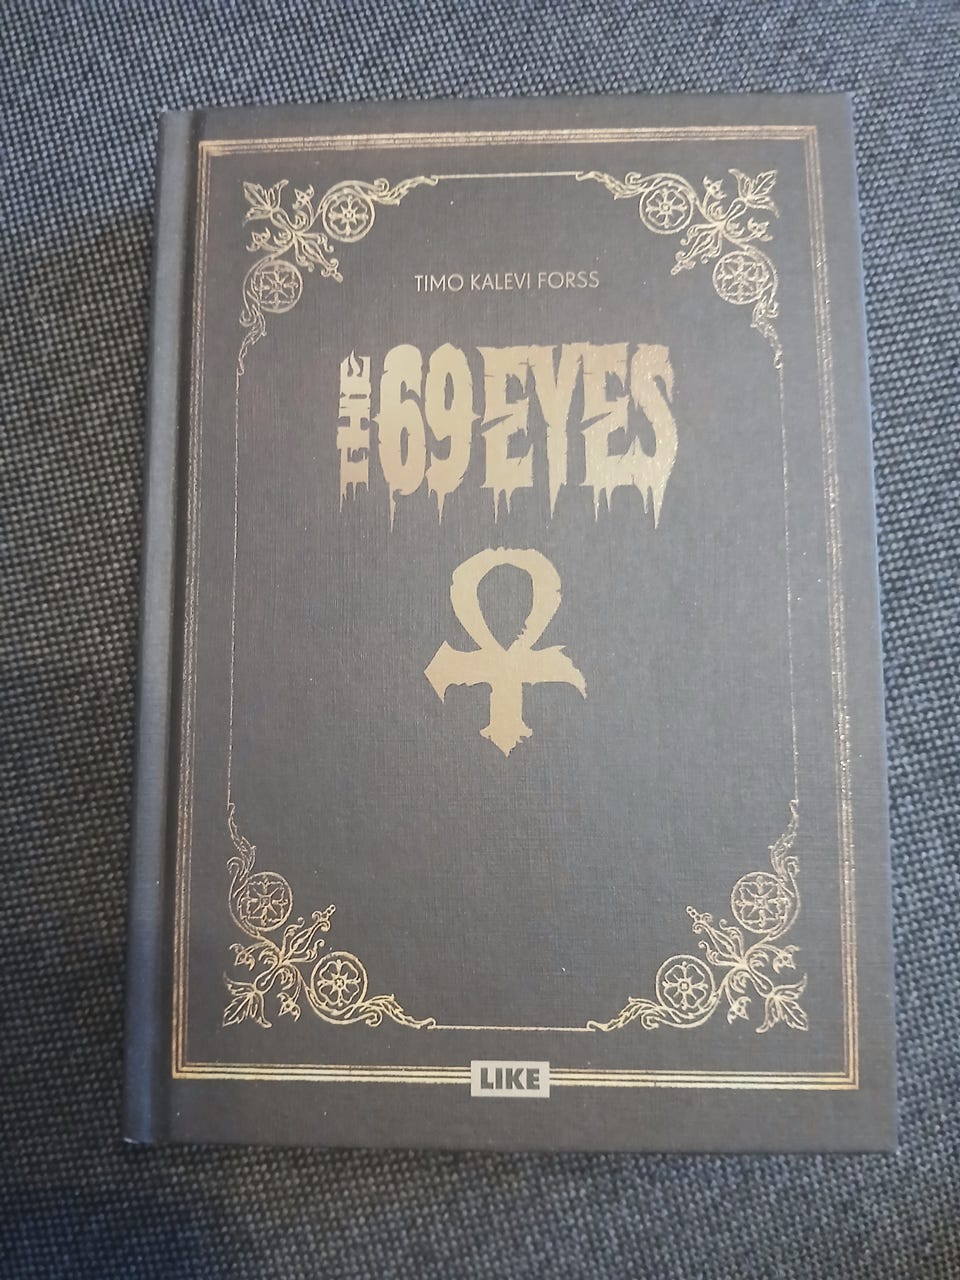 TIMO KALEVI FORSS
THE 69 EYES
LIKE